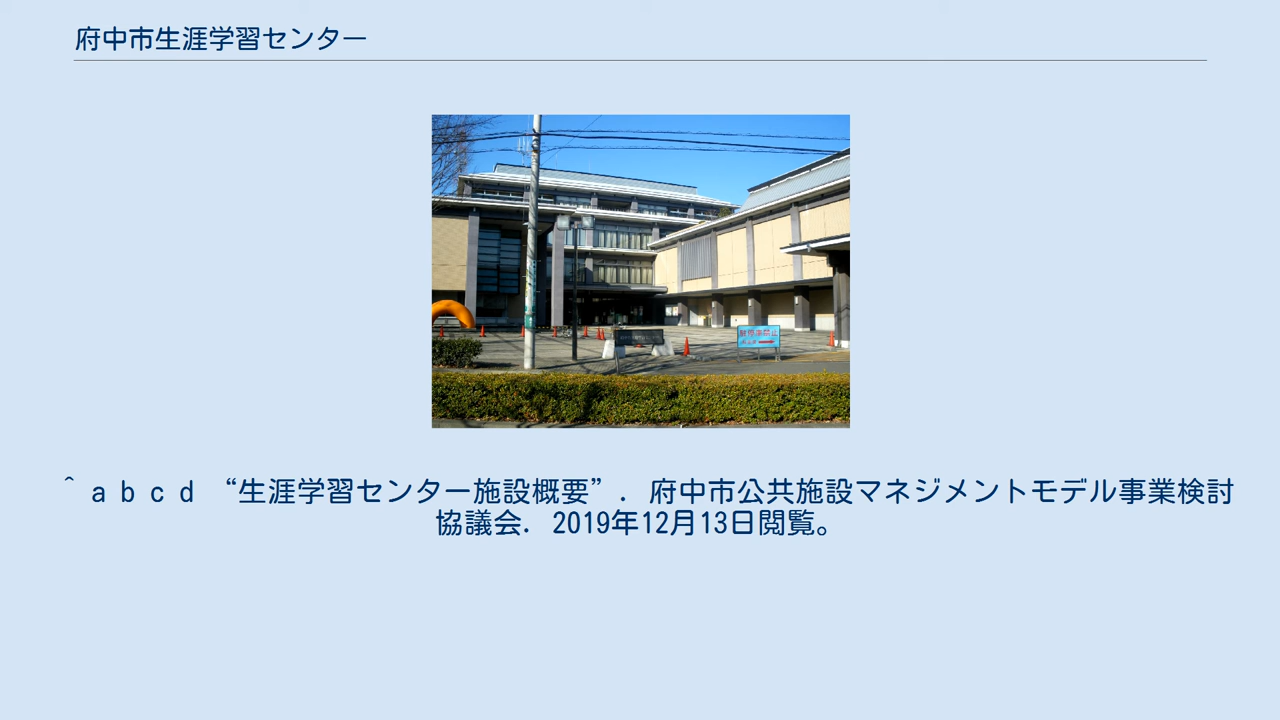 府中市生涯学習センター
^ a b c d “生涯学習センター施設概要”. 府中市公共施設マネジメントモデル事業検討
協議会. 2019年12月13日閲覧。